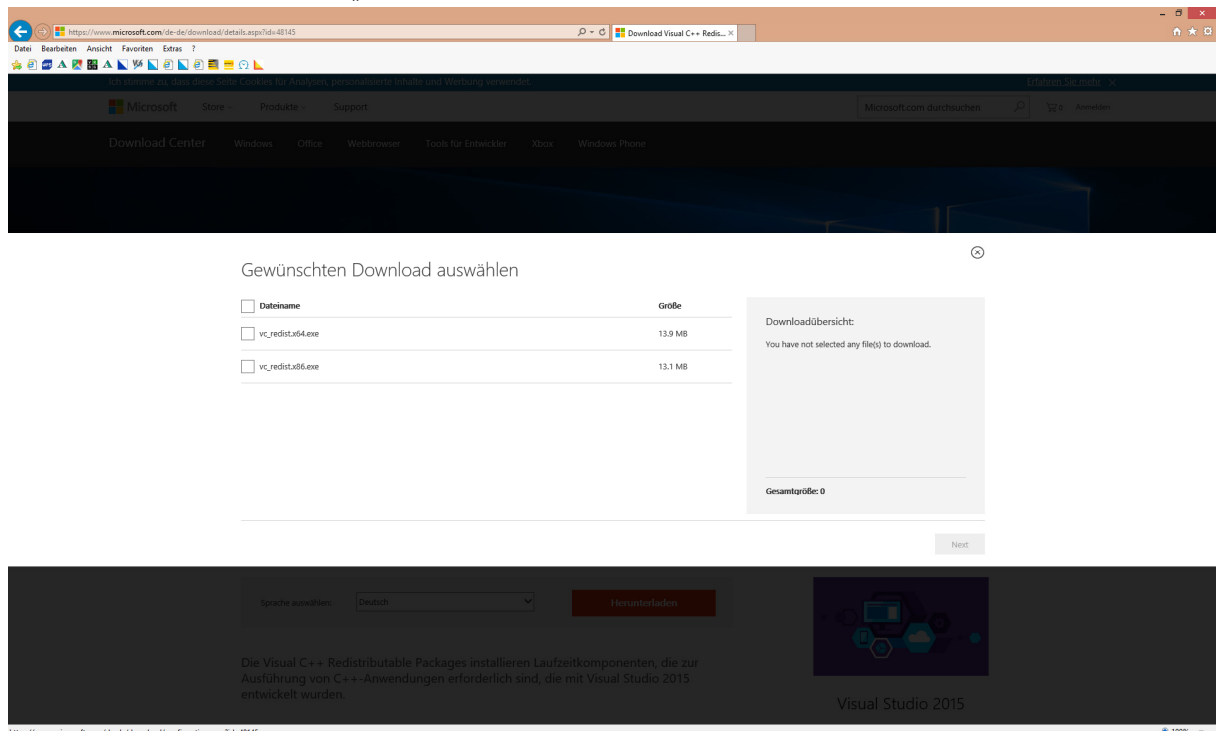 https://www.microsoft.com/de-de/download/details.aspx?id=48145
Download Visual C++ Redis...
Datei Bearbeiten Ansicht Favoriten Extras ?
Ich stimme zu, dass diese Seite Cookies für Analysen, personalisierte Inhalte und Werbung verwendet. Erfahren Sie mehr
Microsoft Store Produkte Support Microsoft.com durchsuchen Anmelden
Download Center Windows Office Webbrowser Tools für Entwickler Xbox Windows Phone
Gewünschten Download auswählen
Dateiname Größe
vc_redist.x64.exe 13.9 MB
vc_redist.x86.exe 13.1 MB
Downloadübersicht:
You have not selected any file(s) to download.
Gesamtgröße: 0
Next
Sprache auswählen: Deutsch Herunterladen
Die Visual C++ Redistributable Packages installieren Laufzeitkomponenten, die zur
Ausführung von C++-Anwendungen erforderlich sind, die mit Visual Studio 2015
entwickelt wurden.
Visual Studio 2015